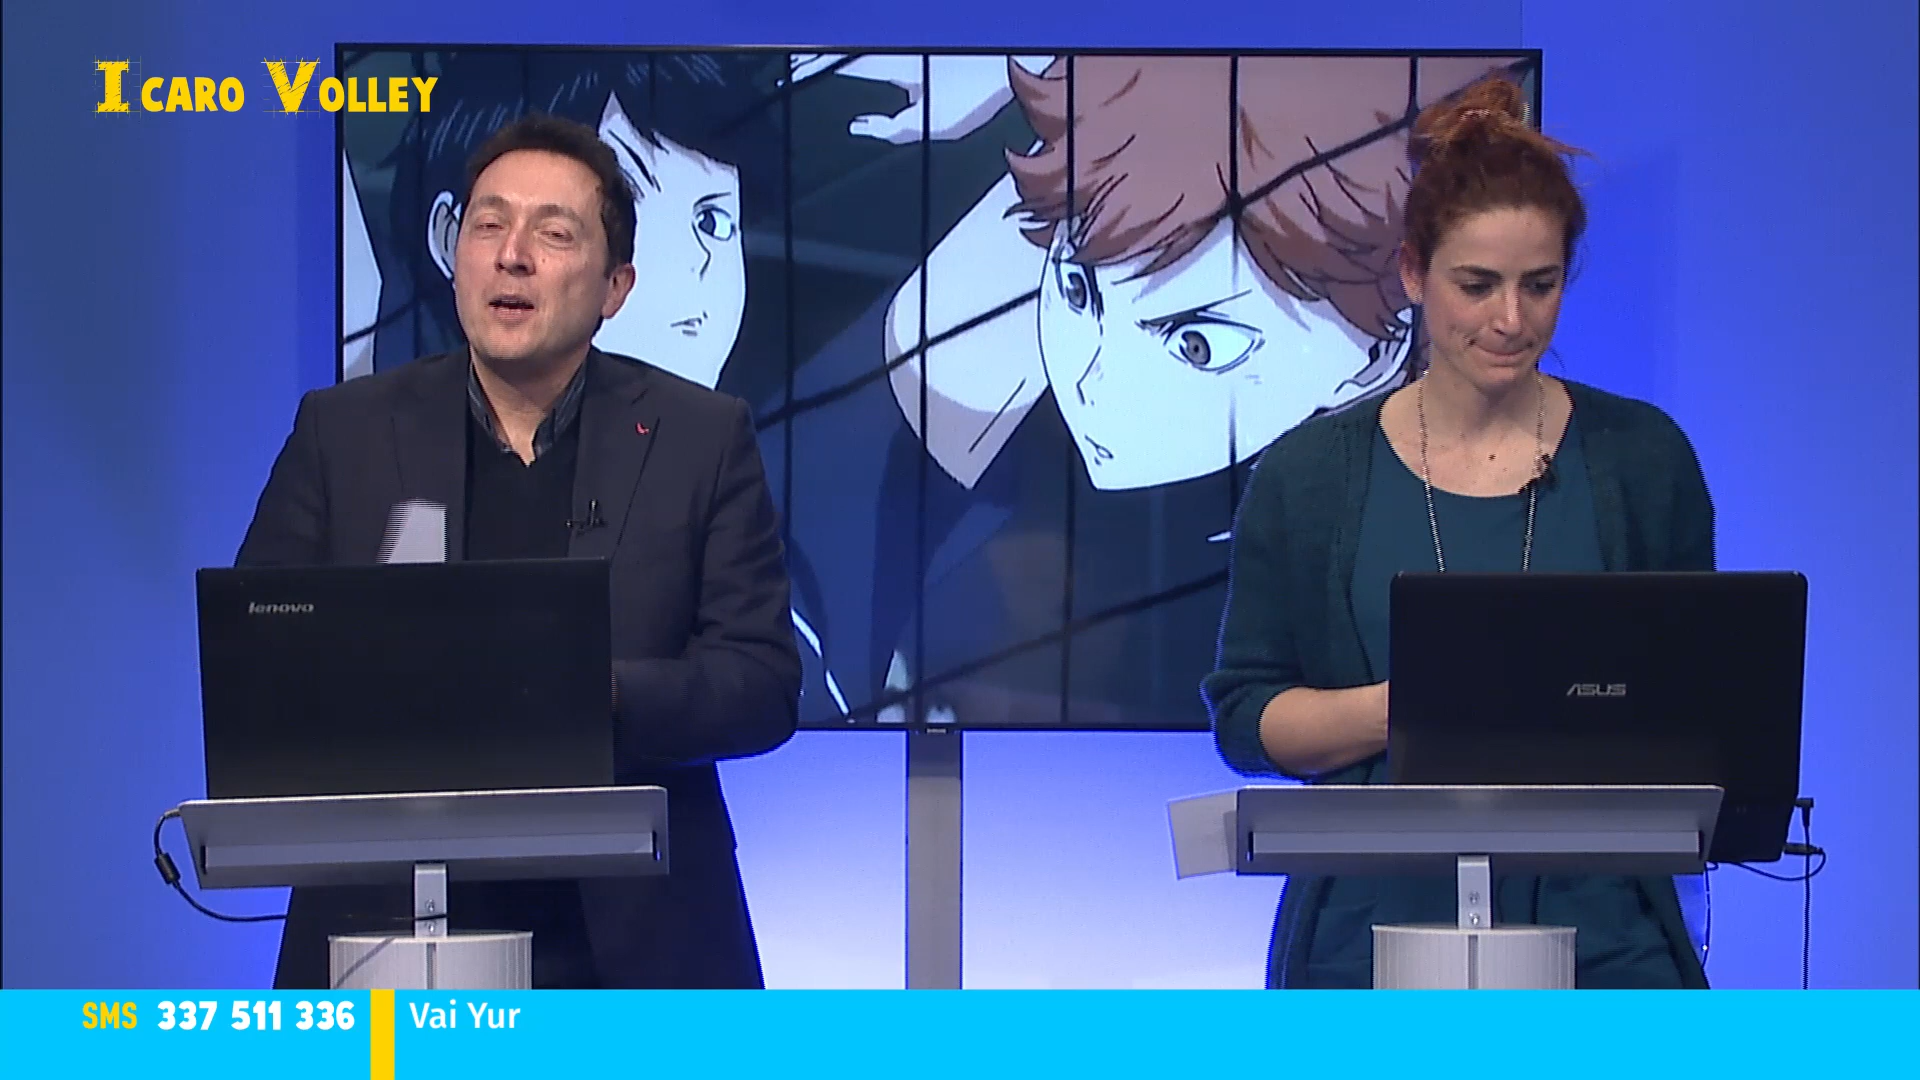 ICARO VOLLEY
lenovo
ASUS
SMS 337 511 336
Vai Yur